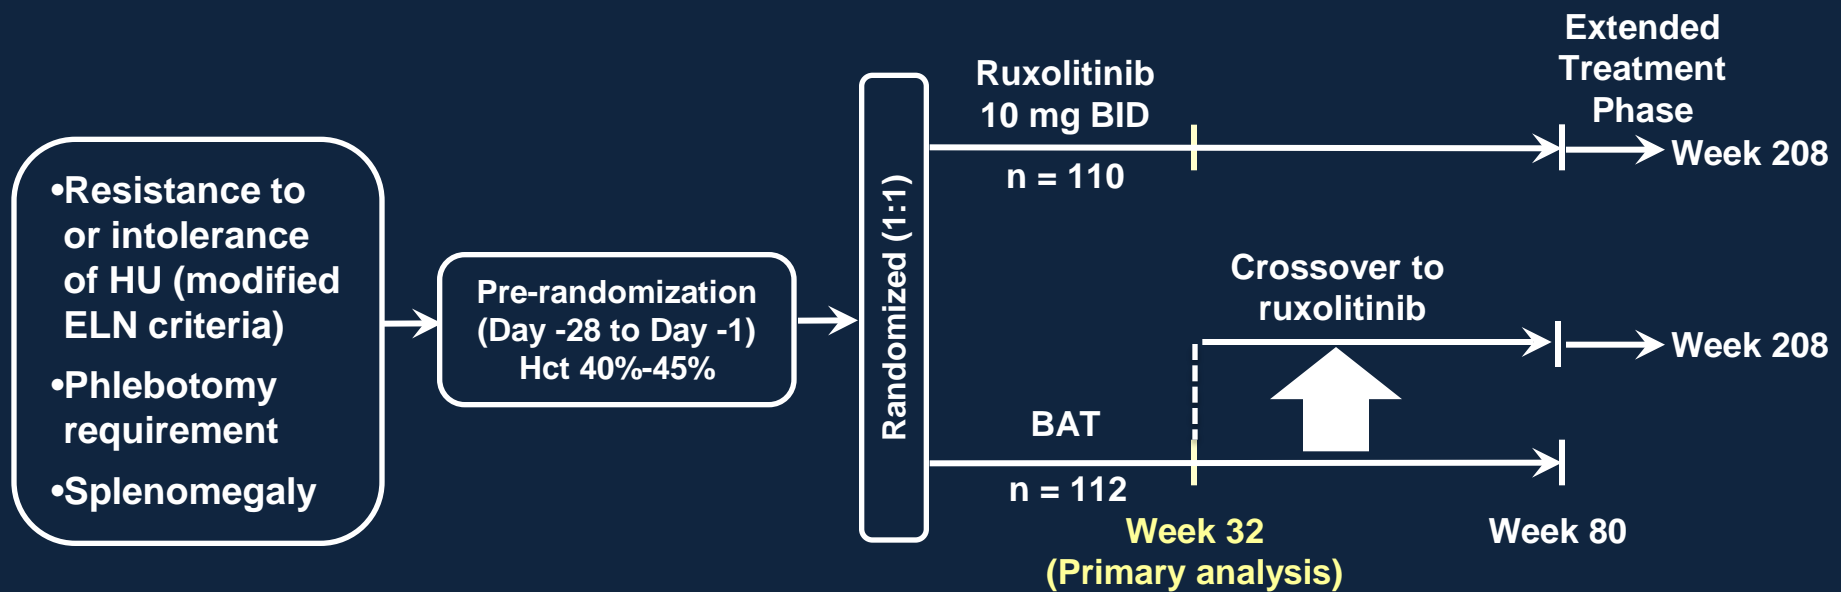 •Resistance to
or intolerance
of HU (modified
ELN criteria)
•Phlebotomy
requirement
•Splenomegaly
Pre-randomization
(Day -28 to Day -1)
Hct 40%-45%
Randomized (1:1)
Ruxolitinib
10 mg BID
n = 110
Extended
Treatment
Phase
Week 208
Crossover to
ruxolitinib
Week 208
BAT
n = 112
Week 32
(Primary analysis)
Week 80